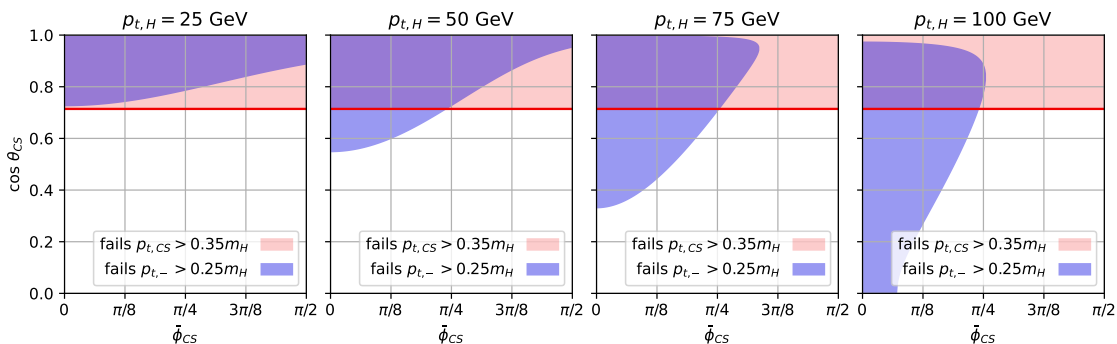 p_{t,H} = 25 GeV
p_{t,H} = 50 GeV
p_{t,H} = 75 GeV
p_{t,H} = 100 GeV
cos θ_{CS}
1.0
0.8
0.6
0.4
0.2
0.0
fails p_{t,CS} > 0.35m_H
fails p_{t,−} > 0.25m_H
fails p_{t,CS} > 0.35m_H
fails p_{t,−} > 0.25m_H
fails p_{t,CS} > 0.35m_H
fails p_{t,−} > 0.25m_H
fails p_{t,CS} > 0.35m_H
fails p_{t,−} > 0.25m_H
0 π/8 π/4 3π/8 π/2
0 π/8 π/4 3π/8 π/2
0 π/8 π/4 3π/8 π/2
0 π/8 π/4 3π/8 π/2
ϕ̄_{CS}
ϕ̄_{CS}
ϕ̄_{CS}
ϕ̄_{CS}